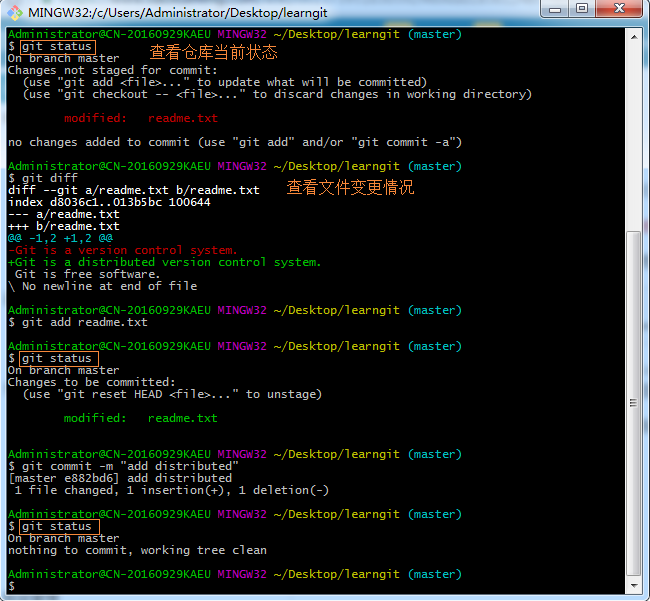 MINGW32:/c/Users/Administrator/Desktop/learngit
Administrator@CN-20160929KAEU MINGW32 ~/Desktop/learngit (master)
$ git status 查看仓库当前状态
On branch master
Changes not staged for commit:
(use "git add <file>..." to update what will be committed)
(use "git checkout -- <file>..." to discard changes in working directory)
modified: readme.txt
no changes added to commit (use "git add" and/or "git commit -a")
Administrator@CN-20160929KAEU MINGW32 ~/Desktop/learngit (master)
$ git diff
diff --git a/readme.txt b/readme.txt 查看文件变更情况
index d8036c1..013b5bc 100644
--- a/readme.txt
+++ b/readme.txt
@@ -1,2 +1,2 @@
-Git is a version control system.
+Git is a distributed version control system.
Git is free software.
\ No newline at end of file
Administrator@CN-20160929KAEU MINGW32 ~/Desktop/learngit (master)
$ git add readme.txt
Administrator@CN-20160929KAEU MINGW32 ~/Desktop/learngit (master)
$ git status
On branch master
Changes to be committed:
(use "git reset HEAD <file>..." to unstage)
modified: readme.txt
Administrator@CN-20160929KAEU MINGW32 ~/Desktop/learngit (master)
$ git commit -m "add distributed"
[master e882bd6] add distributed
1 file changed, 1 insertion(+), 1 deletion(-)
Administrator@CN-20160929KAEU MINGW32 ~/Desktop/learngit (master)
$ git status
On branch master
nothing to commit, working tree clean
Administrator@CN-20160929KAEU MINGW32 ~/Desktop/learngit (master)
$